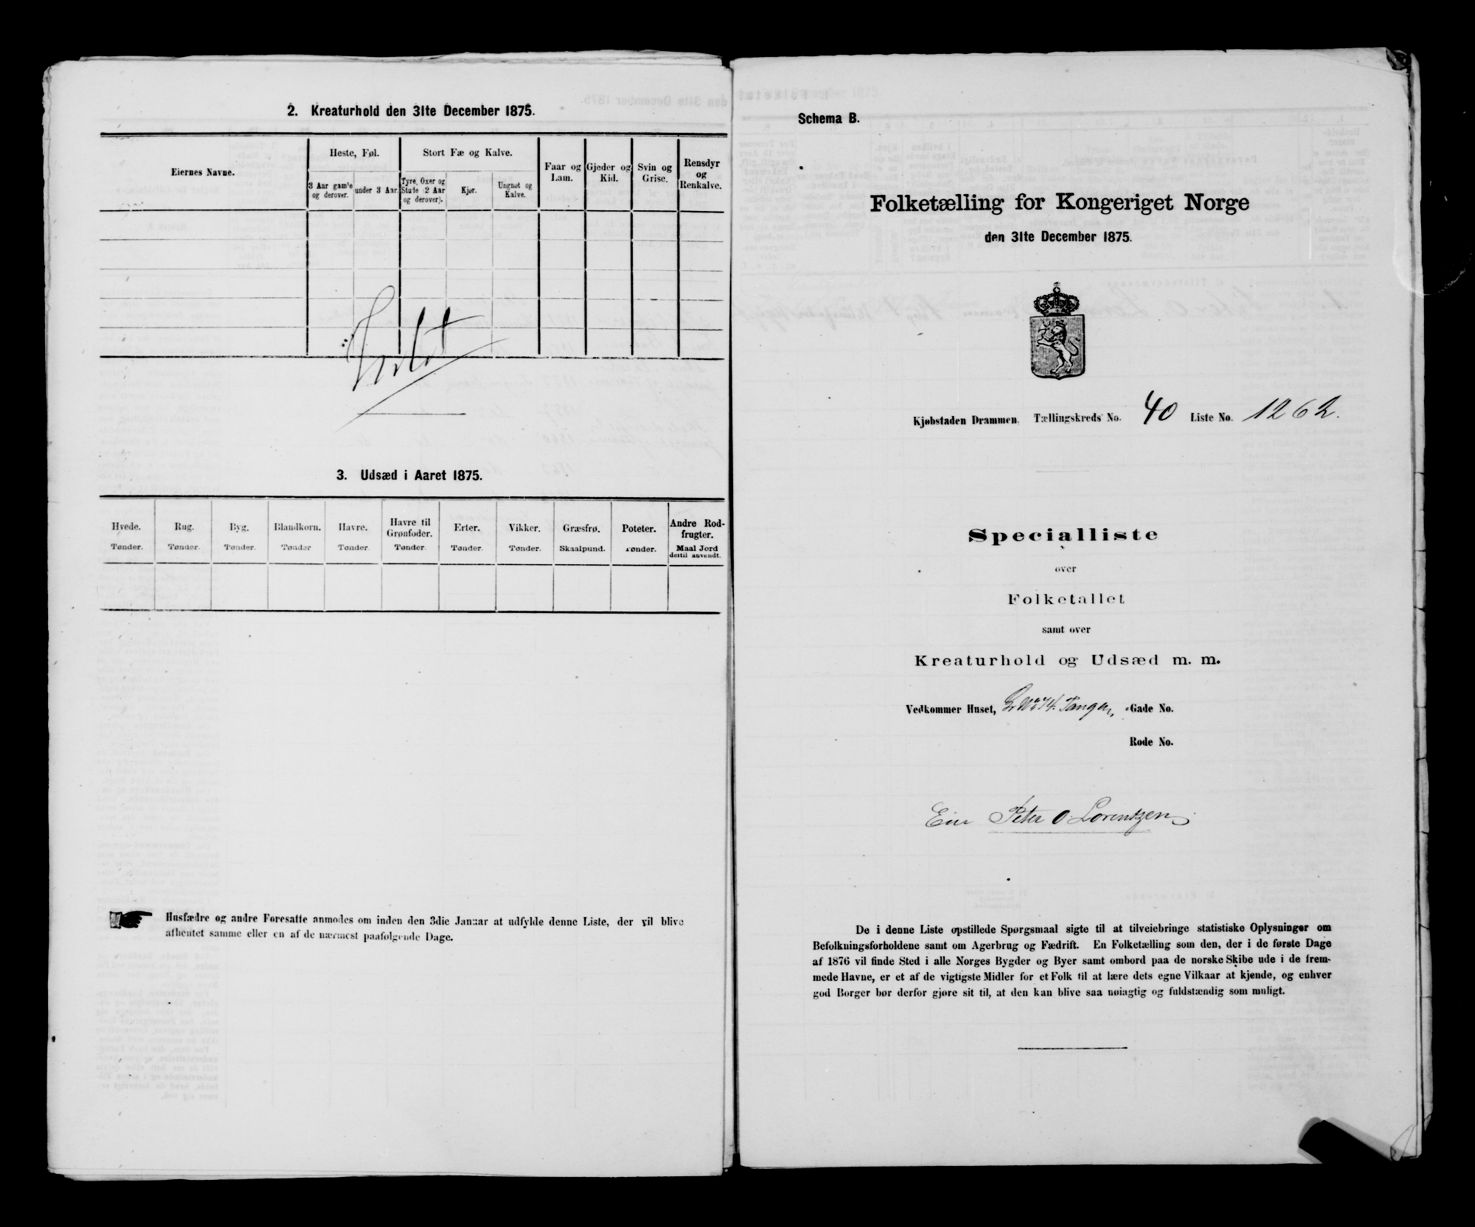 2. Kreaturhold den 31te December 1875.
Eiernes Navne.
Heste, Føl.
3 Aar gamle og derover.
under 3 Aar.
Stort Fæ og Kalve.
Tyre, Oxer og Stude (2 Aar og derover).
Kjør.
Ungnøt og Kalve.
Faar og Lam.
Gjeder og Kid.
Svin og Grise.
Rensdyr og Renkalve.
3. Udsæd i Aaret 1875.
Hvede. Rug. Byg. Blandkorn. Havre. Havre til Grønfoder. Erter. Vikker. Græsfrø. Poteter. Andre Rodfrugter.
Tønder. Tønder. Tønder. Tønder Tønder. Tønder. Tønder. Tønder. Skaalpund. Tønder. Maal Jord dertil anvendt.
Husfædre og andre Foresatte anmodes om inden den 3die Januar at udfylde denne Liste, der vil blive
afhentet samme eller en af de nærmest paafølgende Dage.
Schema B.
Folketælling for Kongeriget Norge
den 31te December 1875.
Kjøbstaden Drammen. Tællingskreds No. 40 Liste No. 1262.
Specialliste
over
Folketallet
samt over
Kreaturhold og Udsæd m. m.
Vedkommer Huset, Tangen, Gade No.
Rode No.
Eier Peter O Lorentzen
De i denne Liste opstillede Spørgsmaal sigte til at tilveiebringe statistiske Oplysninger om
Befolkningsforholdene samt om Agerbrug og Fædrift. En Folketælling som den, der i de første Dage
af 1876 vil finde Sted i alle Norges Bygder og Byer samt ombord paa de norske Skibe ude i de frem-
mede Havne, er et af de vigtigste Midler for et Folk til at lære dets egne Vilkaar at kjende, og enhver
god Borger bør derfor gjøre sit til, at den kan blive saa nøiagtig og fuldstændig som muligt.